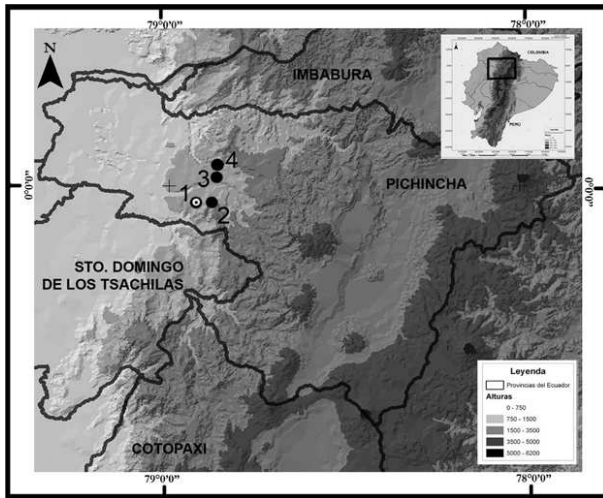 79°0'0"
78°0'0"
N
COLOMBIA
PERÚ
IMBABURA
PICHINCHA
4
3
1
2
0°0'0"
0°0'0"
STO. DOMINGO
DE LOS TSACHILAS
COTOPAXI
Leyenda
Provincias del Ecuador
Alturas
0 - 750
750 - 1500
1500 - 3500
3500 - 5000
5000 - 6200
79°0'0"
78°0'0"